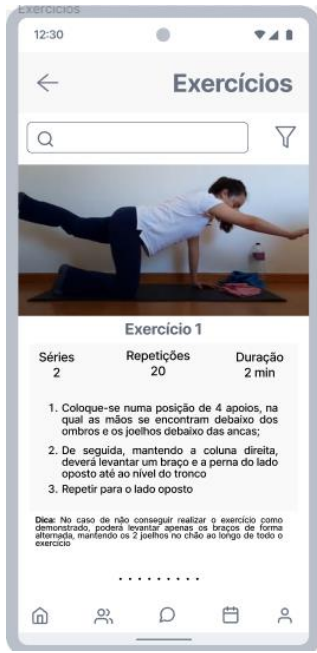 Exercícios
12:30
Exercícios
Exercício 1
Séries Repetições Duração
2 20 2 min
1. Coloque-se numa posição de 4 apoios, na
qual as mãos se encontram debaixo dos
ombros e os joelhos debaixo das ancas;
2. De seguida, mantendo a coluna direita,
deverá levantar um braço e a perna do lado
oposto até ao nível do tronco
3. Repetir para o lado oposto
Dica: No caso de não conseguir realizar o exercício como
demonstrado, poderá levantar apenas os braços de forma
alternada, mantendo os 2 joelhos no chão ao longo de todo o
exercício